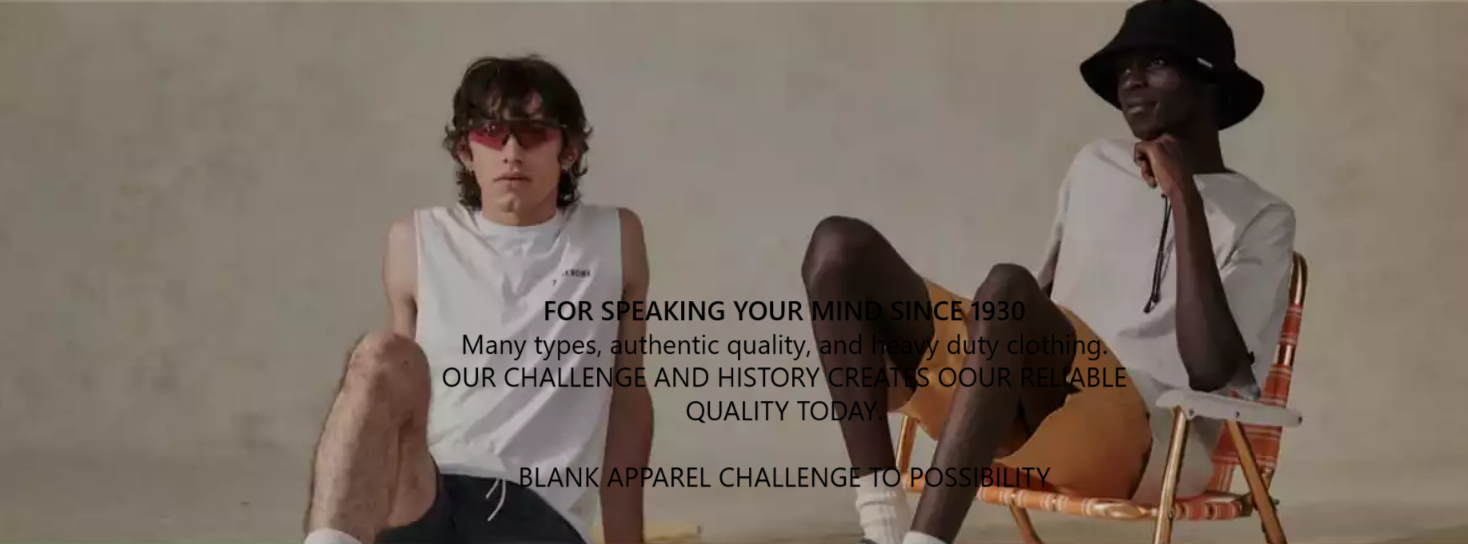 FOR SPEAKING YOUR MIND SINCE 1930
Many types, authentic quality, and heavy duty clothing.
OUR CHALLENGE AND HISTORY CREATES OOUR RELIABLE
QUALITY TODAY.
BLANK APPAREL CHALLENGE TO POSSIBILITY